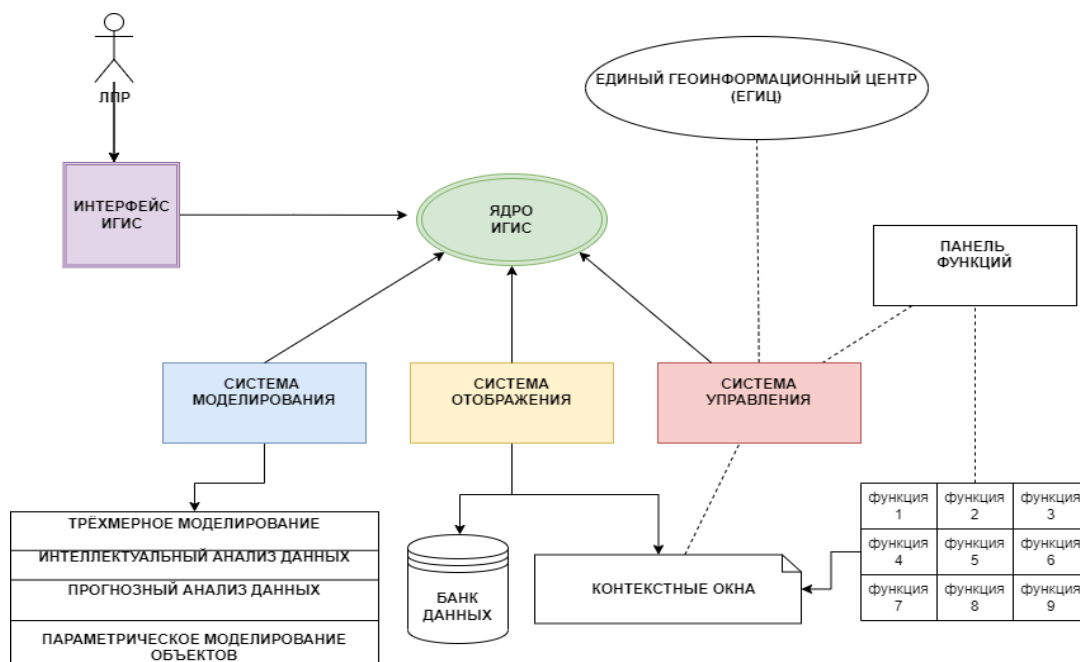 ЛПР
ЕДИНЫЙ ГЕОИНФОРМАЦИОННЫЙ ЦЕНТР
(ЕГИЦ)
ИНТЕРФЕЙС
ИГИС
ЯДРО
ИГИС
ПАНЕЛЬ
ФУНКЦИЙ
СИСТЕМА
МОДЕЛИРОВАНИЯ
СИСТЕМА
ОТОБРАЖЕНИЯ
СИСТЕМА
УПРАВЛЕНИЯ
ТРЁХМЕРНОЕ МОДЕЛИРОВАНИЕ
ИНТЕЛЛЕКТУАЛЬНЫЙ АНАЛИЗ ДАННЫХ
ПРОГНОЗНЫЙ АНАЛИЗ ДАННЫХ
ПАРАМЕТРИЧЕСКОЕ МОДЕЛИРОВАНИЕ
ОБЪЕКТОВ
БАНК
ДАННЫХ
КОНТЕКСТНЫЕ ОКНА
функция
1
функция
2
функция
3
функция
4
функция
5
функция
6
функция
7
функция
8
функция
9